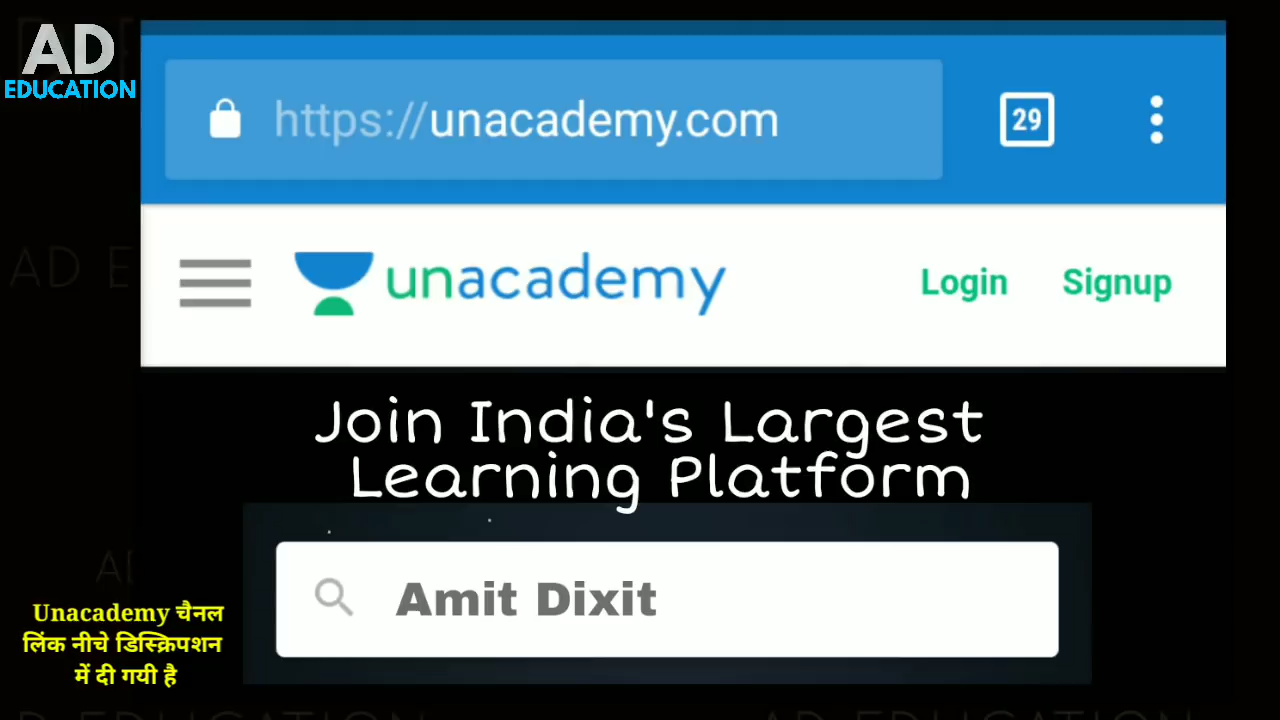 AD
EDUCATION
https://unacademy.com
29
unacademy
Login
Signup
Join India's Largest
Learning Platform
Amit Dixit
Unacademy चैनल
लिंक नीचे डिस्क्रिपशन
में दी गयी है